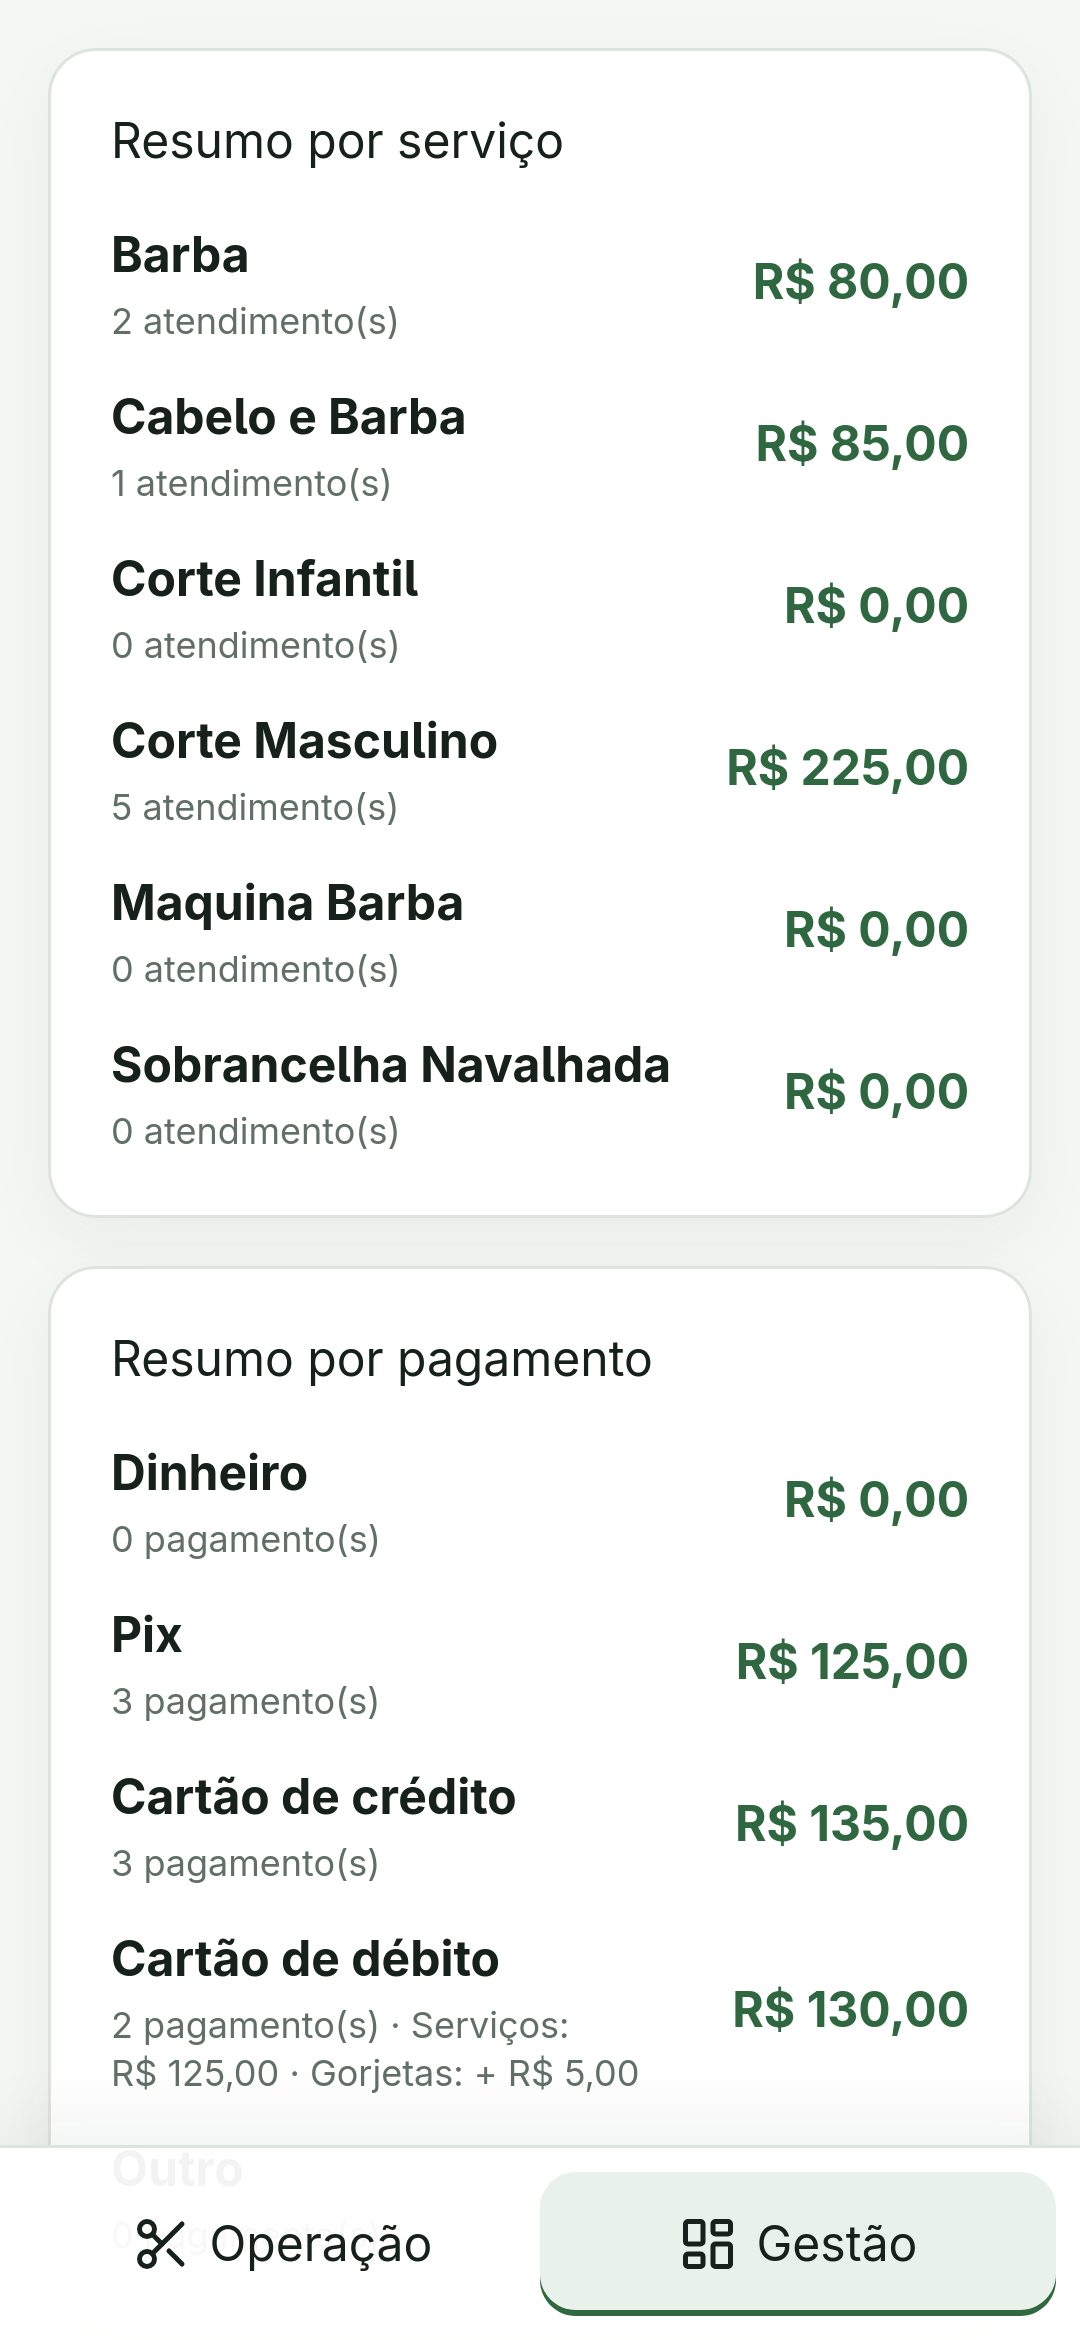 Resumo por serviço
Barba
R$ 80,00
2 atendimento(s)
Cabelo e Barba
R$ 85,00
1 atendimento(s)
Corte Infantil
R$ 0,00
0 atendimento(s)
Corte Masculino
R$ 225,00
5 atendimento(s)
Maquina Barba
R$ 0,00
0 atendimento(s)
Sobrancelha Navalhada
R$ 0,00
0 atendimento(s)
Resumo por pagamento
Dinheiro
R$ 0,00
0 pagamento(s)
Pix
R$ 125,00
3 pagamento(s)
Cartão de crédito
R$ 135,00
3 pagamento(s)
Cartão de débito
R$ 130,00
2 pagamento(s) · Serviços:
R$ 125,00 · Gorjetas: + R$ 5,00
Outro
Operação
Gestão